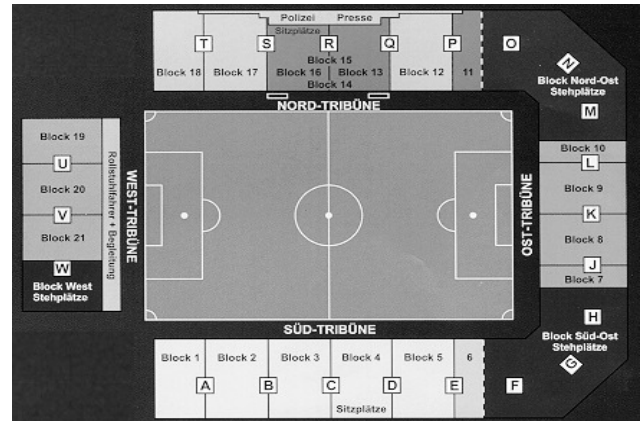 Polizei Presse
Sitzplätze
T S R Q P O N
Block 15
Block 18 Block 17 Block 16 Block 13 Block 12 11
Block 14
Block Nord-Ost
Stehplätze
M
NORD-TRIBÜNE
Block 19
U
Block 20
V
Block 21
W
Block West
Stehplätze
Rollstuhlfahrer + Begleitung
WEST-TRIBÜNE
OST-TRIBÜNE
Block 10
L
Block 9
K
Block 8
J
Block 7
H
Block Süd-Ost
Stehplätze
G
SÜD-TRIBÜNE
Block 1 Block 2 Block 3 Block 4 Block 5 6
A B C D E F
Sitzplätze